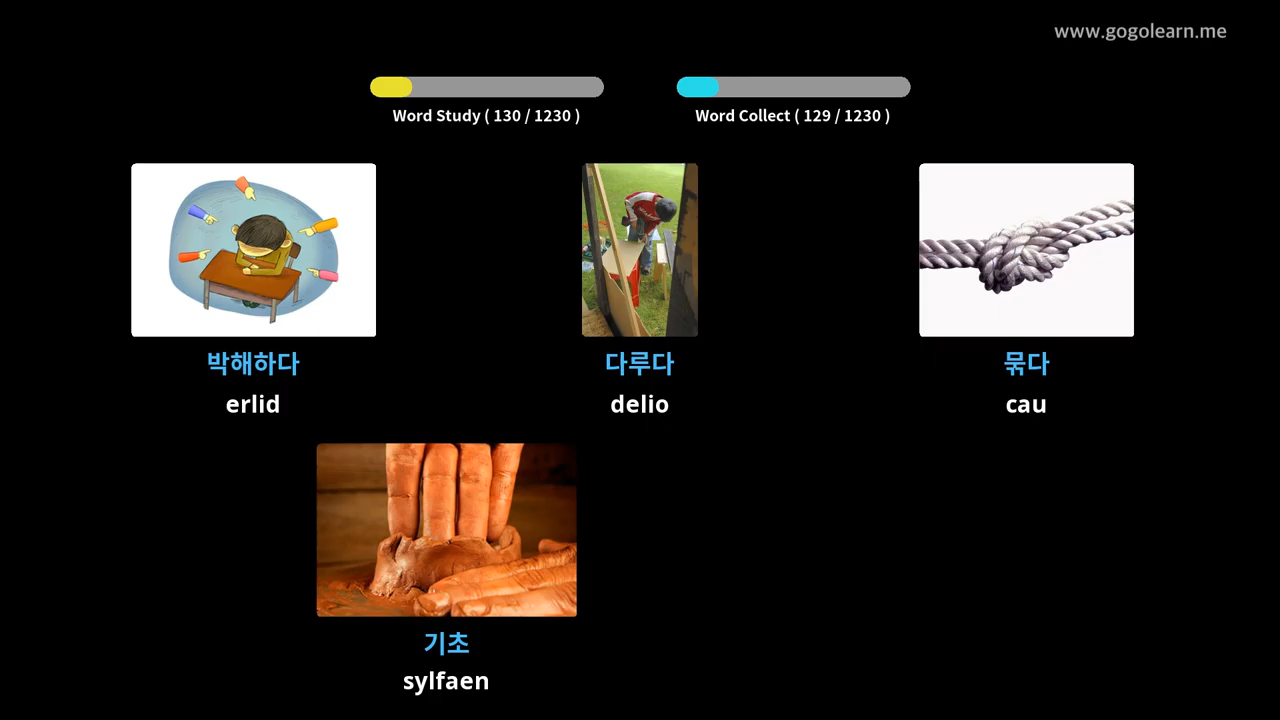 www.gogolearn.me
Word Study ( 130 / 1230 )
Word Collect ( 129 / 1230 )
박해하다
erlid
다루다
delio
묶다
cau
기초
sylfaen